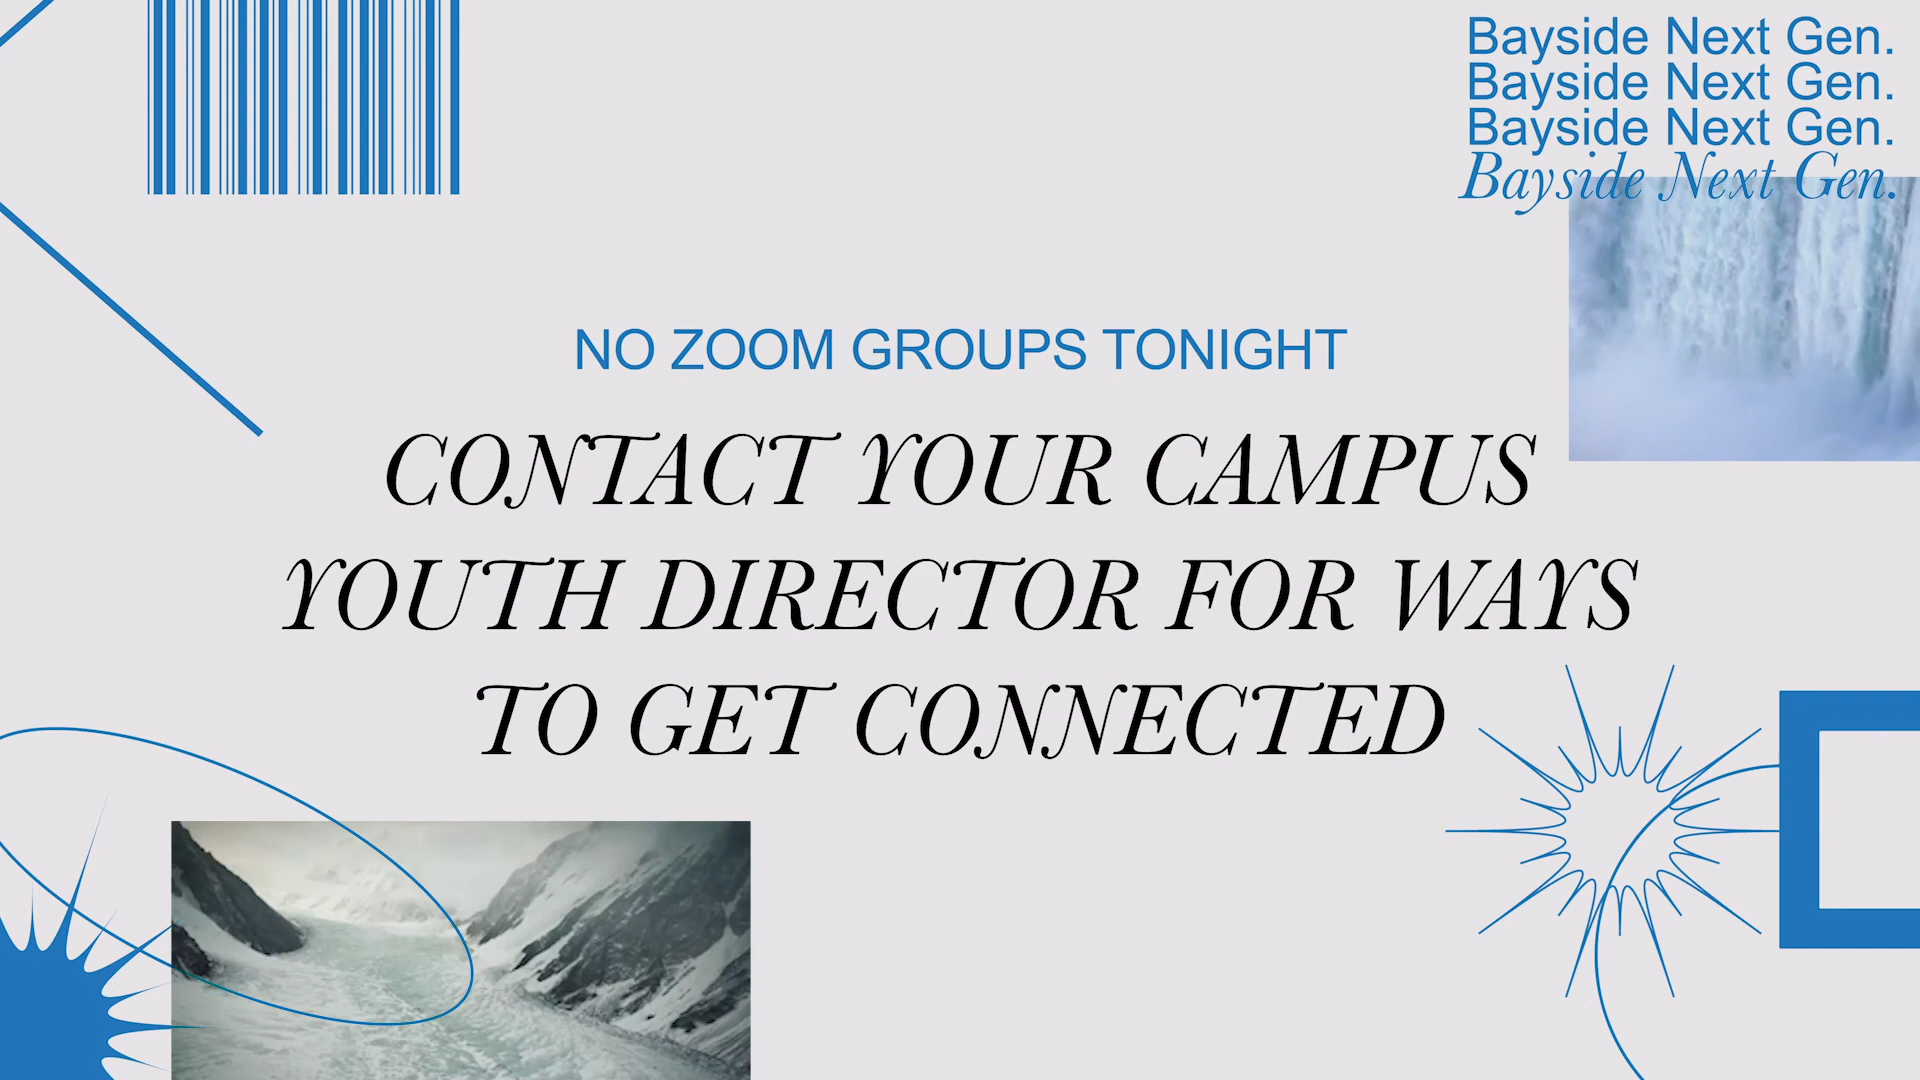 Bayside Next Gen.
Bayside Next Gen.
Bayside Next Gen.
Bayside Next Gen.
NO ZOOM GROUPS TONIGHT
CONTACT YOUR CAMPUS
YOUTH DIRECTOR FOR WAYS
TO GET CONNECTED